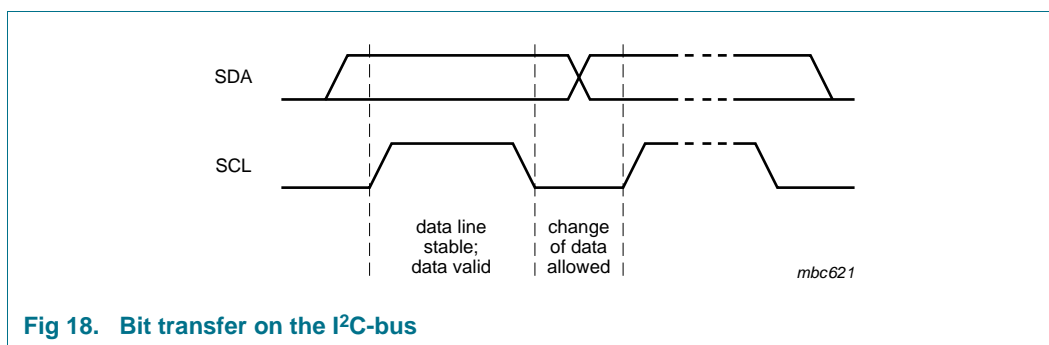 SDA
SCL
data line
stable;
data valid
change
of data
allowed
mbc621
Fig 18. Bit transfer on the I²C-bus